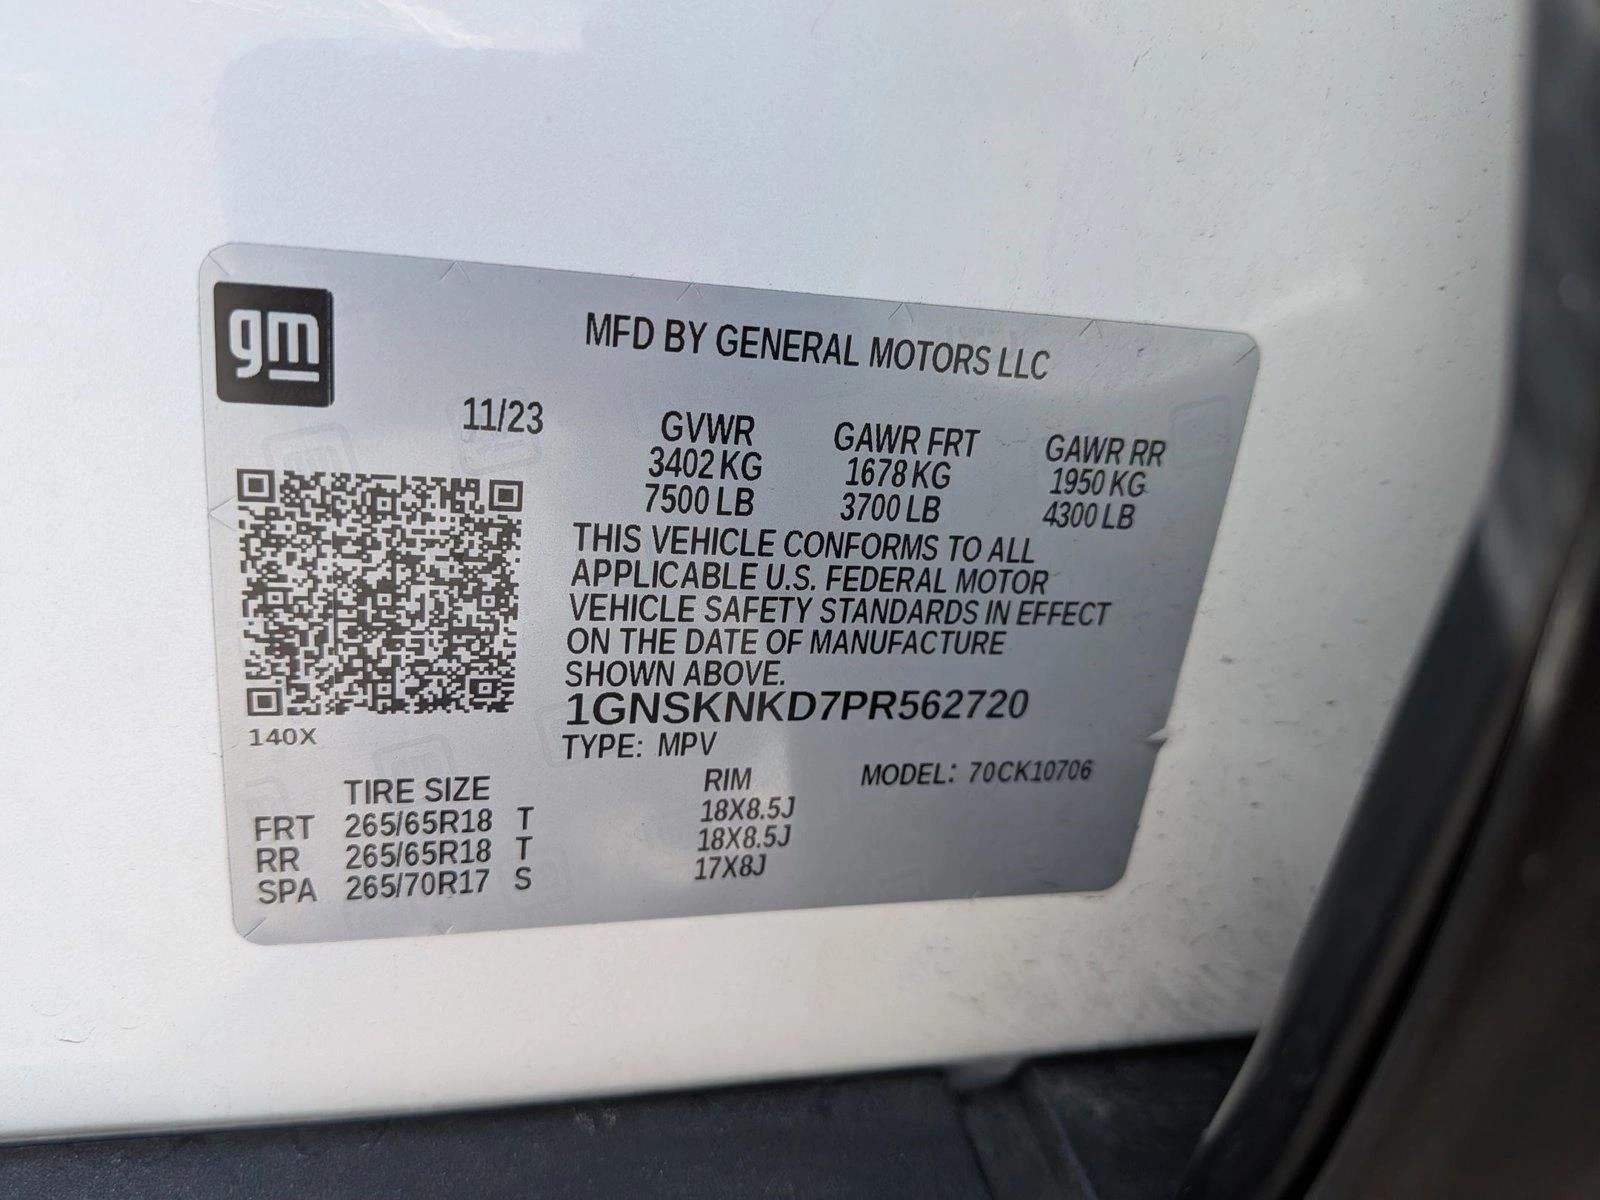 gm
MFD BY GENERAL MOTORS LLC
11/23
GVWR GAWR FRT GAWR RR
3402 KG 1678 KG 1950 KG
7500 LB 3700 LB 4300 LB
THIS VEHICLE CONFORMS TO ALL
APPLICABLE U.S. FEDERAL MOTOR
VEHICLE SAFETY STANDARDS IN EFFECT
ON THE DATE OF MANUFACTURE
SHOWN ABOVE.
1GNSKNKD7PR562720
140X
TYPE: MPV
MODEL: 70CK10706
TIRE SIZE RIM
FRT 265/65R18 T 18X8.5J
RR 265/65R18 T 18X8.5J
SPA 265/70R17 S 17X8J